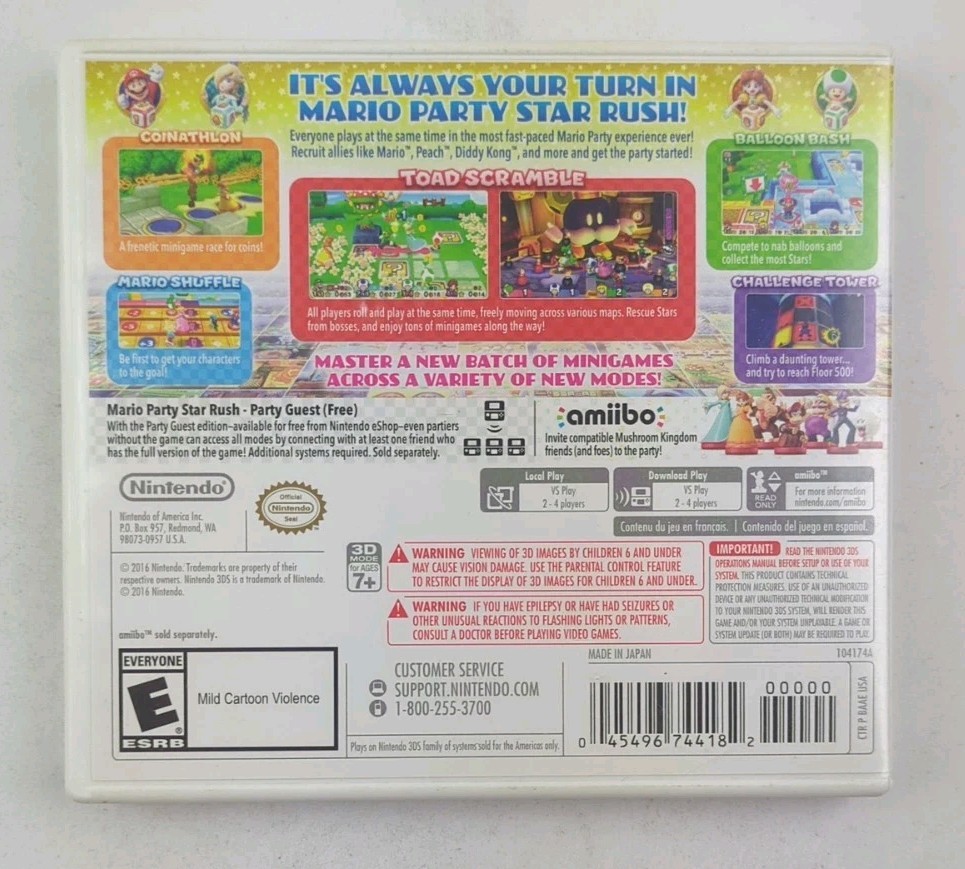 IT'S ALWAYS YOUR TURN IN
MARIO PARTY STAR RUSH!
Everyone plays at the same time in the most fast-paced Mario Party experience ever!
Recruit allies like Mario™, Peach™, Diddy Kong™, and more and get the party started!
COINATHLON
A frenetic minigame race for coins!
TOAD SCRAMBLE
All players roll and play at the same time, freely moving across various maps. Rescue Stars
from bosses, and enjoy tons of minigames along the way!
BALLOON BASH
Compete to nab balloons and
collect the most Stars!
MARIO SHUFFLE
Be first to get your characters
to the goal!
CHALLENGE TOWER
Climb a daunting tower...
and try to reach Floor 500!
MASTER A NEW BATCH OF MINIGAMES
ACROSS A VARIETY OF NEW MODES!
Mario Party Star Rush - Party Guest (Free)
With the Party Guest edition–available for free from Nintendo eShop–even partiers
without the game can access all modes by connecting with at least one friend who
has the full version of the game! Additional systems required. Sold separately.
amiibo
Invite compatible Mushroom Kingdom
friends (and foes) to the party!
Nintendo®
Official
Nintendo
Seal
Local Play
VS Play
2 - 4 players
Download Play
VS Play
2 - 4 players
READ
ONLY
amiibo™
For more information
nintendo.com/amiibo
Contenu du jeu en français. | Contenido del juego en español.
Nintendo of America Inc.
P.O. Box 957, Redmond, WA
98073-0957 U.S.A.
© 2016 Nintendo. Trademarks are property of their
respective owners. Nintendo 3DS is a trademark of Nintendo.
© 2016 Nintendo.
amiibo™ sold separately.
3D
MODE
for AGES
7+
WARNING VIEWING OF 3D IMAGES BY CHILDREN 6 AND UNDER
MAY CAUSE VISION DAMAGE. USE THE PARENTAL CONTROL FEATURE
TO RESTRICT THE DISPLAY OF 3D IMAGES FOR CHILDREN 6 AND UNDER.
WARNING IF YOU HAVE EPILEPSY OR HAVE HAD SEIZURES OR
OTHER UNUSUAL REACTIONS TO FLASHING LIGHTS OR PATTERNS,
CONSULT A DOCTOR BEFORE PLAYING VIDEO GAMES.
IMPORTANT! READ THE NINTENDO 3DS
OPERATIONS MANUAL BEFORE SETUP OR USE OF YOUR
SYSTEM. THIS PRODUCT CONTAINS TECHNICAL
PROTECTION MEASURES. USE OF AN UNAUTHORIZED
DEVICE OR ANY UNAUTHORIZED TECHNICAL MODIFICATION
TO YOUR NINTENDO 3DS SYSTEM, WILL RENDER THIS
GAME AND/OR YOUR SYSTEM UNPLAYABLE. A GAME OR
SYSTEM UPDATE (OR BOTH) MAY BE REQUIRED TO PLAY.
MADE IN JAPAN
104174A
EVERYONE
E
®
ESRB
Mild Cartoon Violence
CUSTOMER SERVICE
SUPPORT.NINTENDO.COM
1-800-255-3700
Plays on Nintendo 3DS family of systems sold for the Americas only.
0 45496 74418 2
00000
CTR P BAAE USA